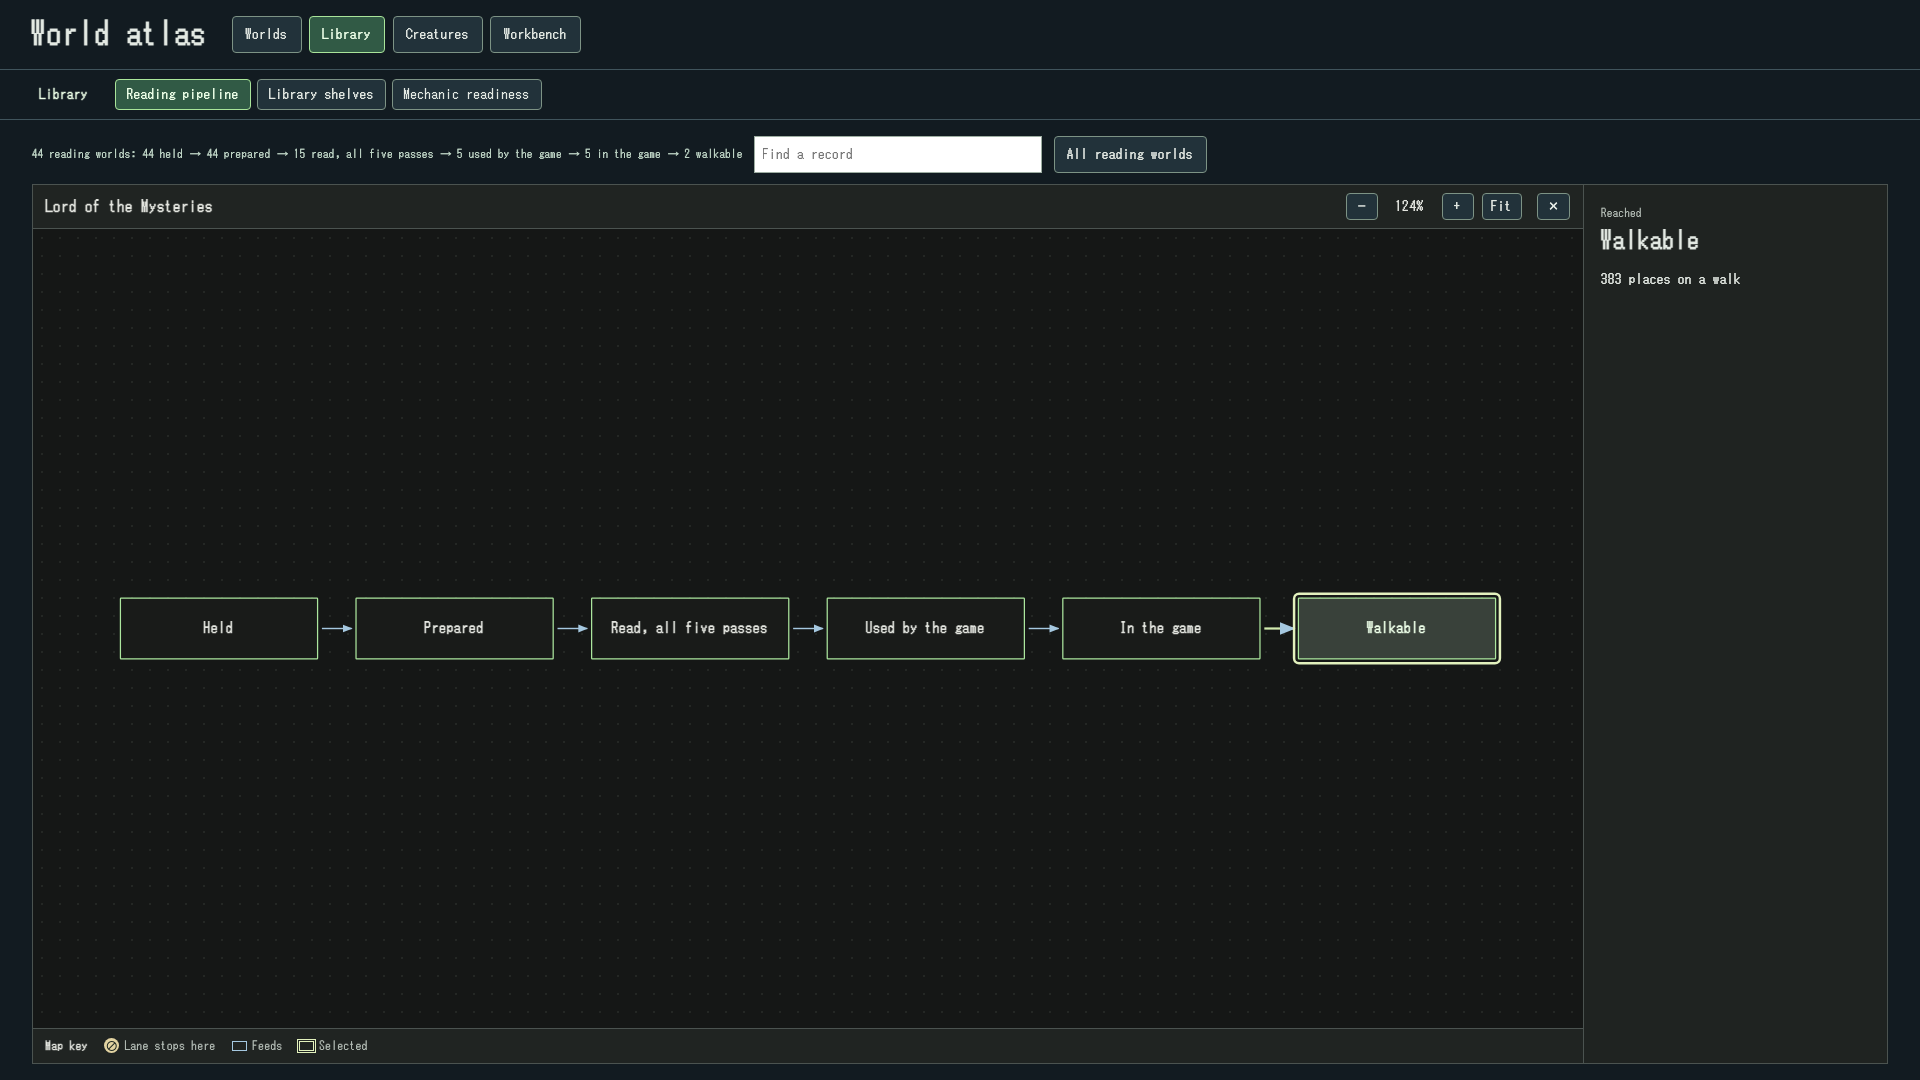 World atlas
Worlds
Library
Creatures
Workbench
Library
Reading pipeline
Library shelves
Mechanic readiness
44 reading worlds: 44 held → 44 prepared → 15 read, all five passes → 5 used by the game → 5 in the game → 2 walkable
Find a record
All reading worlds
Lord of the Mysteries
−
124%
+
Fit
×
Reached
Walkable
383 places on a walk
Held
Prepared
Read, all five passes
Used by the game
In the game
Walkable
Map key
Lane stops here
Feeds
Selected